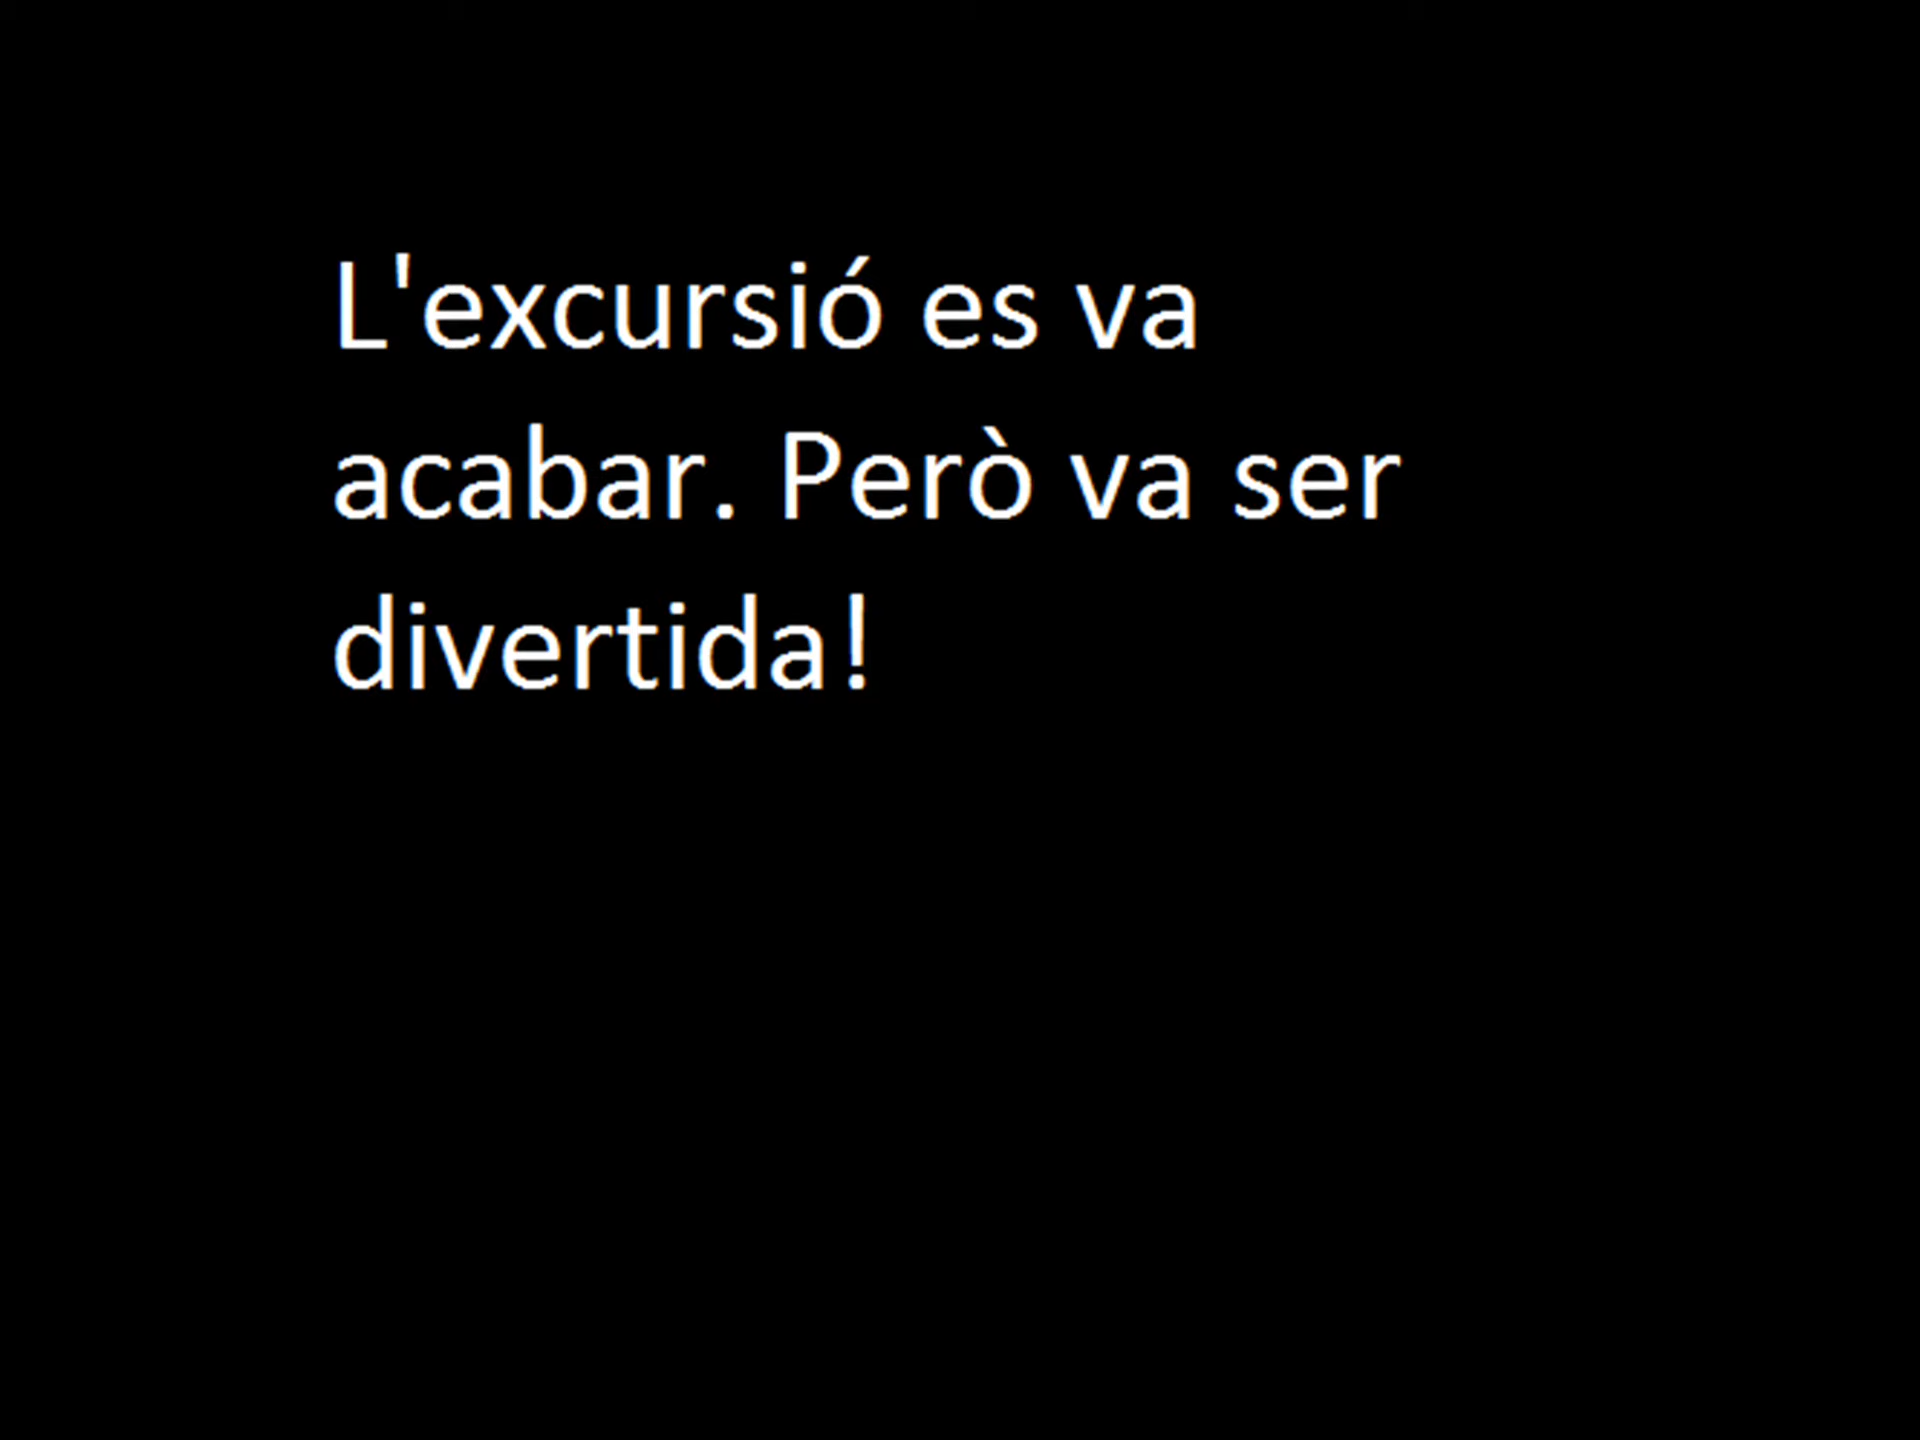 L'excursió es va
acabar. Però va ser
divertida!